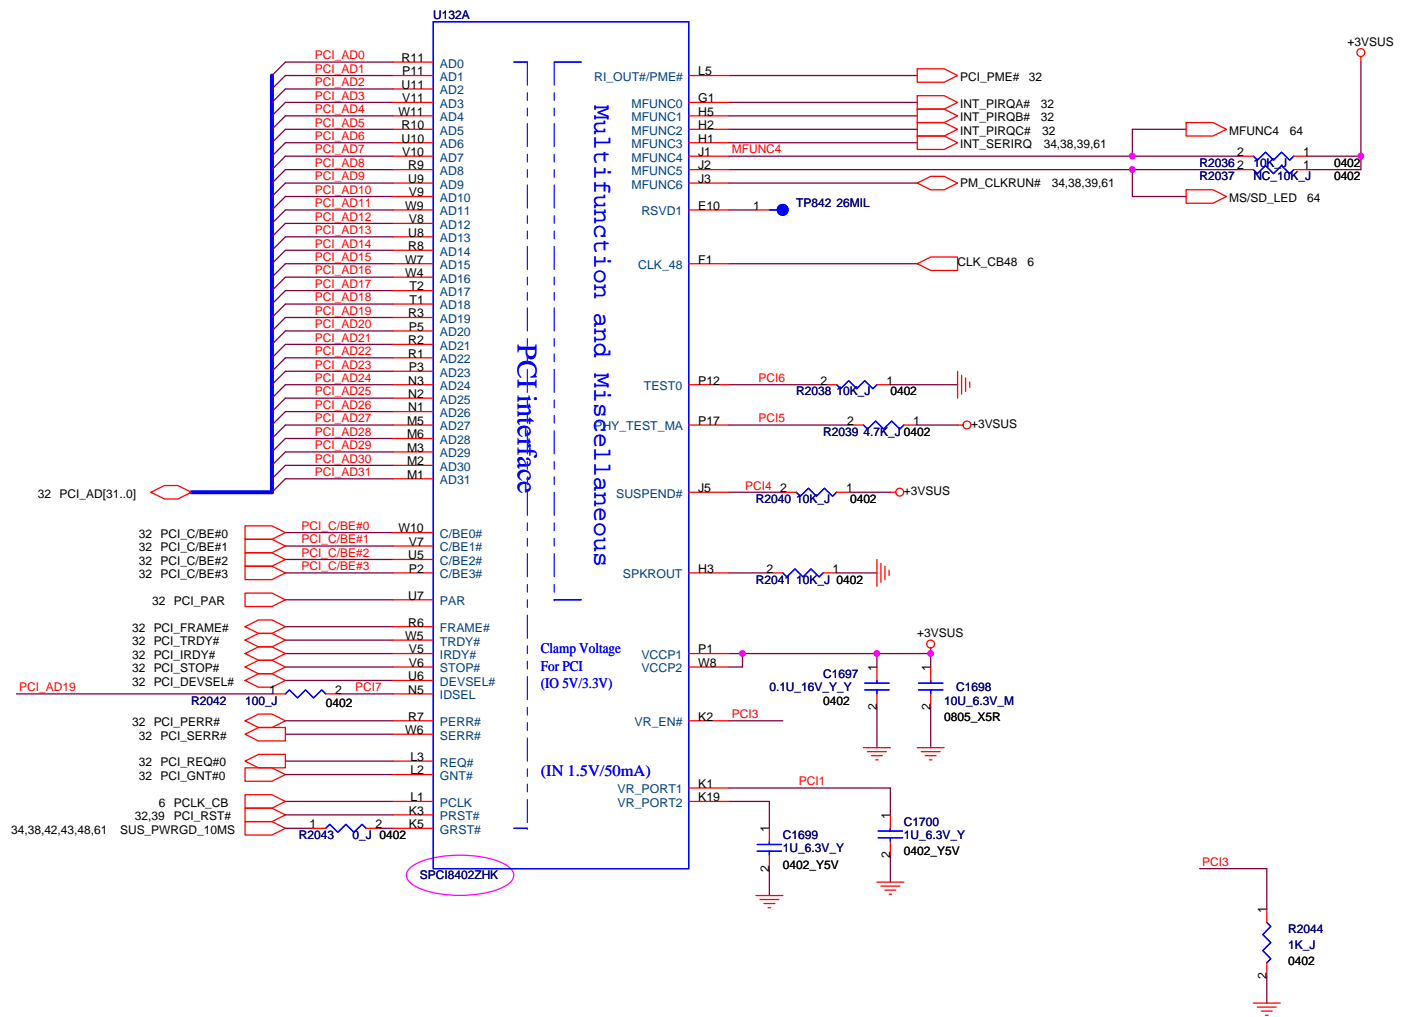 U132A
+3VSUS
PCI_AD0 R11 AD0
PCI_AD1 P11 AD1
PCI_AD2 U11 AD2
PCI_AD3 V11 AD3
PCI_AD4 W11 AD4
PCI_AD5 R10 AD5
PCI_AD6 U10 AD6
PCI_AD7 V10 AD7
PCI_AD8 R9 AD8
PCI_AD9 U9 AD9
PCI_AD10 V9 AD10
PCI_AD11 W9 AD11
PCI_AD12 V8 AD12
PCI_AD13 U8 AD13
PCI_AD14 R8 AD14
PCI_AD15 W7 AD15
PCI_AD16 W4 AD16
PCI_AD17 T2 AD17
PCI_AD18 T1 AD18
PCI_AD19 R3 AD19
PCI_AD20 P5 AD20
PCI_AD21 R2 AD21
PCI_AD22 R1 AD22
PCI_AD23 P3 AD23
PCI_AD24 N3 AD24
PCI_AD25 N2 AD25
PCI_AD26 N1 AD26
PCI_AD27 M5 AD27
PCI_AD28 M6 AD28
PCI_AD29 M3 AD29
PCI_AD30 M2 AD30
PCI_AD31 M1 AD31
32 PCI_AD[31..0]
32 PCI_C/BE#0 PCI_C/BE#0 W10 C/BE0#
32 PCI_C/BE#1 PCI_C/BE#1 V7 C/BE1#
32 PCI_C/BE#2 PCI_C/BE#2 U5 C/BE2#
32 PCI_C/BE#3 PCI_C/BE#3 P2 C/BE3#
32 PCI_PAR U7 PAR
32 PCI_FRAME# R6 FRAME#
32 PCI_TRDY# W5 TRDY#
32 PCI_IRDY# V5 IRDY#
32 PCI_STOP# V6 STOP#
32 PCI_DEVSEL# U6 DEVSEL#
PCI_AD19 1 2 PCI7 N5 IDSEL
R2042 100_J 0402
32 PCI_PERR# R7 PERR#
32 PCI_SERR# W6 SERR#
32 PCI_REQ#0 L3 REQ#
32 PCI_GNT#0 L2 GNT#
6 PCLK_CB L1 PCLK
32,39 PCI_RST# K3 PRST#
34,38,42,43,48,61 SUS_PWRGD_10MS 1 2 K5 GRST#
R2043 0_J 0402
SPCI8402ZHK
PCI interface
Multifunction and Miscellaneous
Clamp Voltage
For PCI
(IO 5V/3.3V)
(IN 1.5V/50mA)
RI_OUT#/PME# L5 PCI_PME# 32
MFUNC0 G1 INT_PIRQA# 32
MFUNC1 H5 INT_PIRQB# 32
MFUNC2 H2 INT_PIRQC# 32
MFUNC3 H1 INT_SERIRQ 34,38,39,61
MFUNC4 J1 MFUNC4
MFUNC4 64
2 1
R2036 10K_J 0402
MFUNC5 J2
2 1
R2037 NC_10K_J 0402
MS/SD_LED 64
MFUNC6 J3 PM_CLKRUN# 34,38,39,61
RSVD1 E10 1 TP842 26MIL
CLK_48 F1 CLK_CB48 6
TEST0 P12 PCI6 2 1
R2038 10K_J 0402
PHY_TEST_MA P17 PCI5 2 1 +3VSUS
R2039 4.7K_J 0402
SUSPEND# J5 PCI4 2 1 +3VSUS
R2040 10K_J 0402
SPKROUT H3 2 1
R2041 10K_J 0402
+3VSUS
VCCP1 P1
VCCP2 W8
1 C1697
0.1U_16V_Y_Y
0402
2
1 C1698
10U_6.3V_M
0805_X5R
2
VR_EN# K2 PCI3
VR_PORT1 K1 PCI1
VR_PORT2 K19
1 C1699
1U_6.3V_Y
0402_Y5V
2
1 C1700
1U_6.3V_Y
0402_Y5V
2
PCI3
1
R2044
1K_J
0402
2